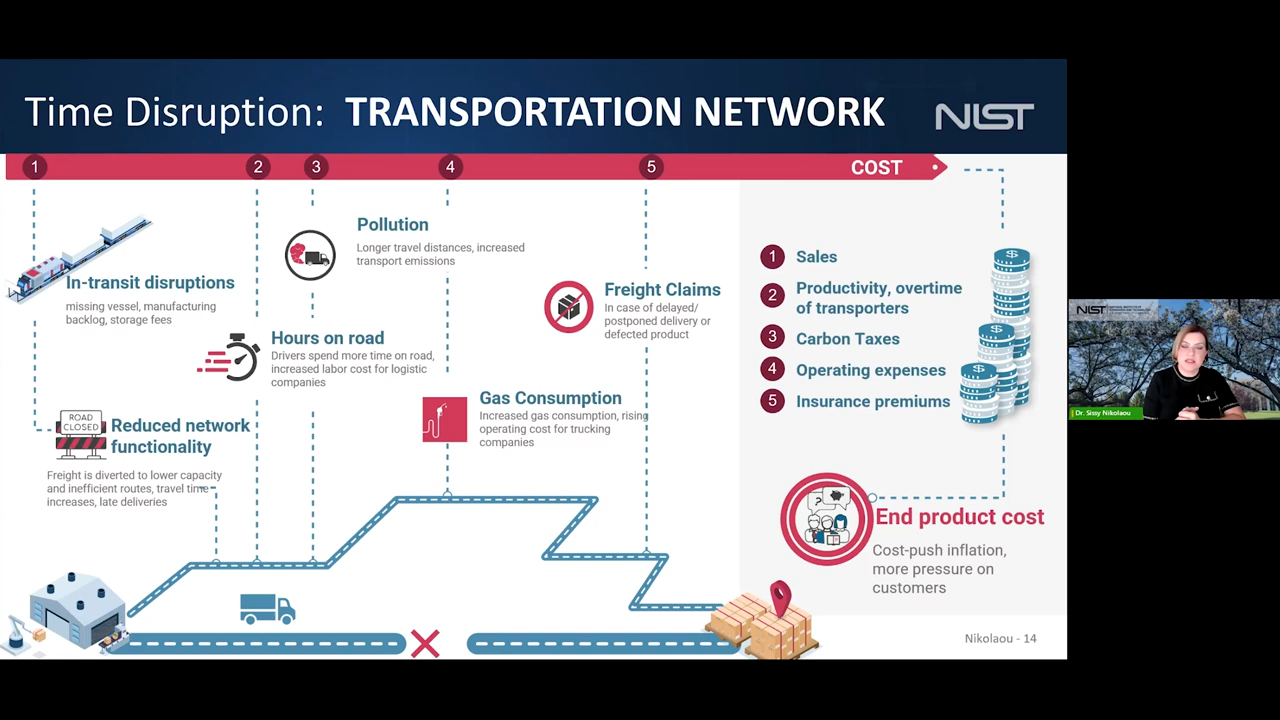 Time Disruption: TRANSPORTATION NETWORK
NIST
1
2
3
4
5
COST
In-transit disruptions
missing vessel, manufacturing
backlog, storage fees
Pollution
Longer travel distances, increased
transport emissions
Hours on road
Drivers spend more time on road,
increased labor cost for logistic
companies
Freight Claims
In case of delayed/
postponed delivery or
defected product
ROAD
CLOSED
Reduced network
functionality
Freight is diverted to lower capacity
and inefficient routes, travel time
increases, late deliveries
Gas Consumption
Increased gas consumption, rising
operating cost for trucking
companies
1 Sales
2 Productivity, overtime
of transporters
3 Carbon Taxes
4 Operating expenses
5 Insurance premiums
$
$
$
?
End product cost
Cost-push inflation,
more pressure on
customers
Nikolaou - 14
NIST
Dr. Sissy Nikolaou